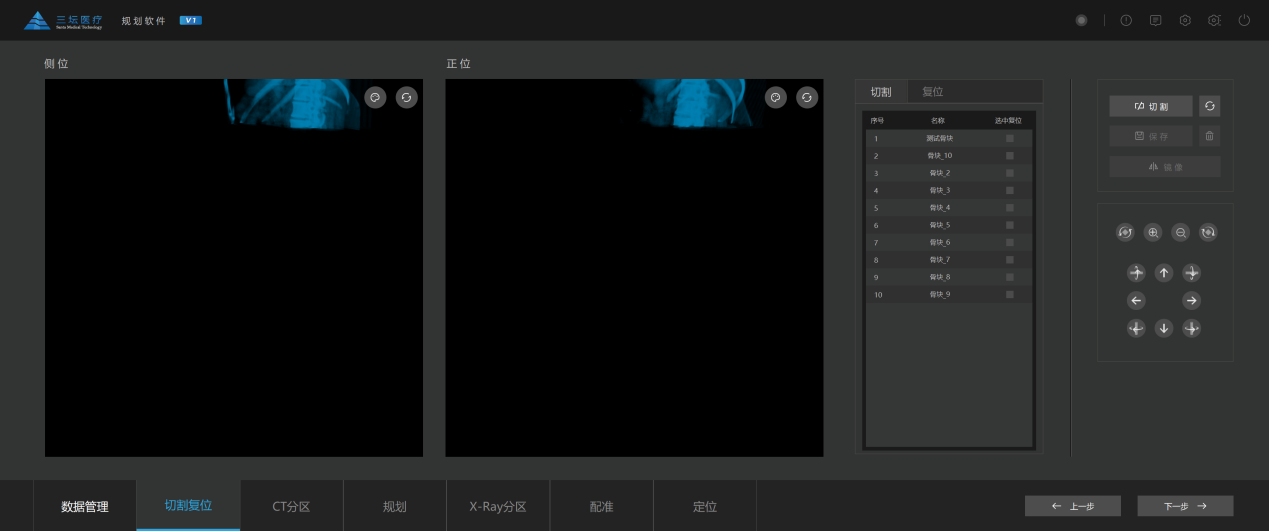 三坛医疗 规划软件 V1
Santa Medical Technology
侧位 正位
切割 复位
序号 名称 选中复位
1 测试骨块
2 骨块_10
3 骨块_2
4 骨块_3
5 骨块_4
6 骨块_5
7 骨块_6
8 骨块_7
9 骨块_8
10 骨块_9
切割
保存
镜像
数据管理 切割复位 CT分区 规划 X-Ray分区 配准 定位 上一步 下一步